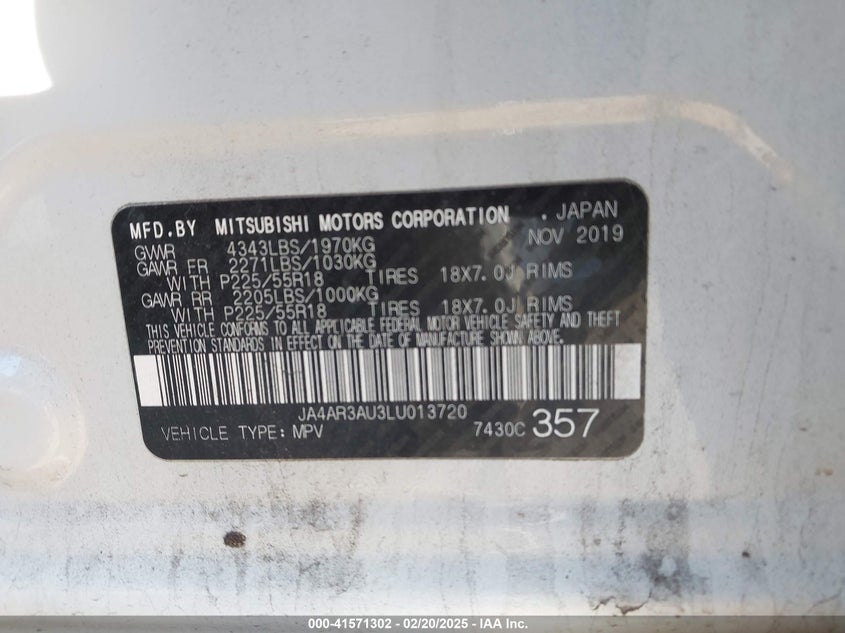 MFD.BY MITSUBISHI MOTORS CORPORATION . JAPAN
GVWR 4343LBS/1970KG NOV 2019
GAWR FR 2271LBS/1030KG
WITH P225/55R18 TIRES 18X7.0J RIMS
GAWR RR 2205LBS/1000KG
WITH P225/55R18 TIRES 18X7.0J RIMS
THIS VEHICLE CONFORMS TO ALL APPLICABLE FEDERAL MOTOR VEHICLE SAFETY AND THEFT
PREVENTION STANDARDS IN EFFECT ON THE DATE OF MANUFACTURE SHOWN ABOVE.
JA4AR3AU3LU013720
VEHICLE TYPE: MPV 7430C 357
000-41571302 - 02/20/2025 - IAA Inc.